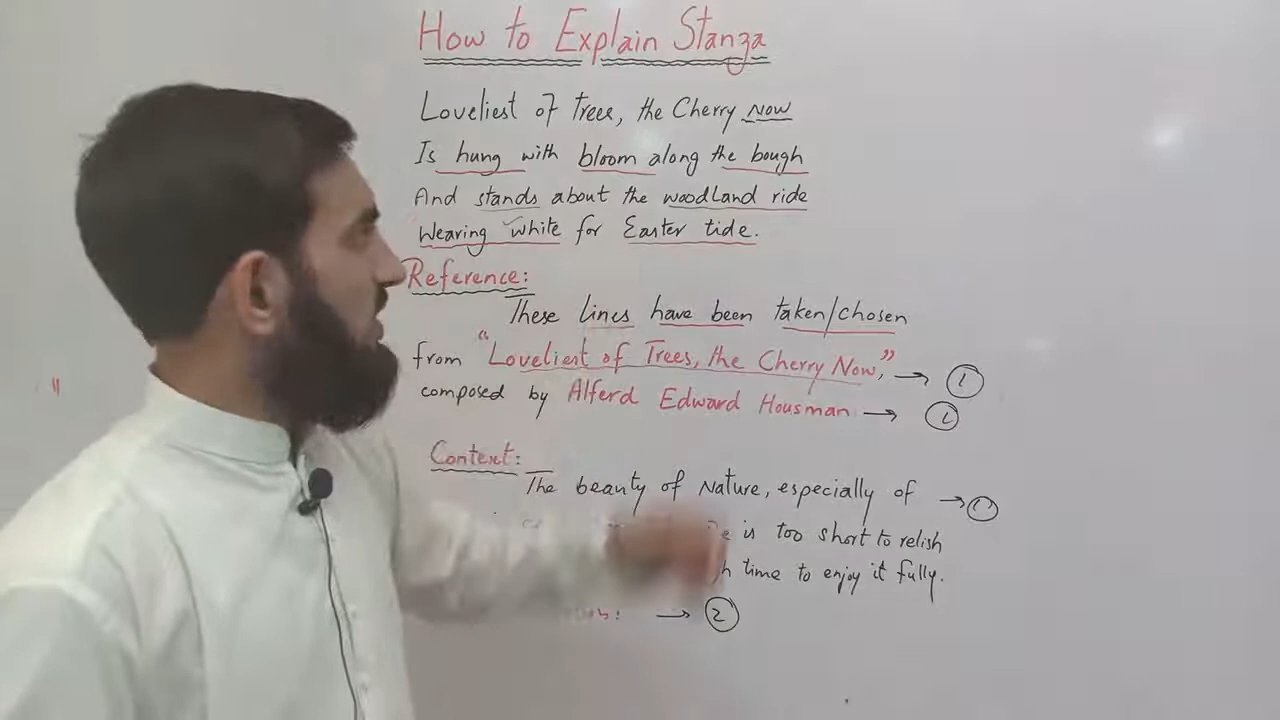 How to Explain Stanza
Loveliest of Trees, the Cherry Now
Is hung with bloom along the bough
And stands about the woodland ride
Wearing white for Easter tide.
Reference:
These lines have been taken/chosen
from "Loveliest of Trees, the Cherry Now," → 1
composed by Alferd Edward Housman → 1
Context:
The beauty of Nature, especially of →
is too short to relish
time to enjoy it fully.
→ 2